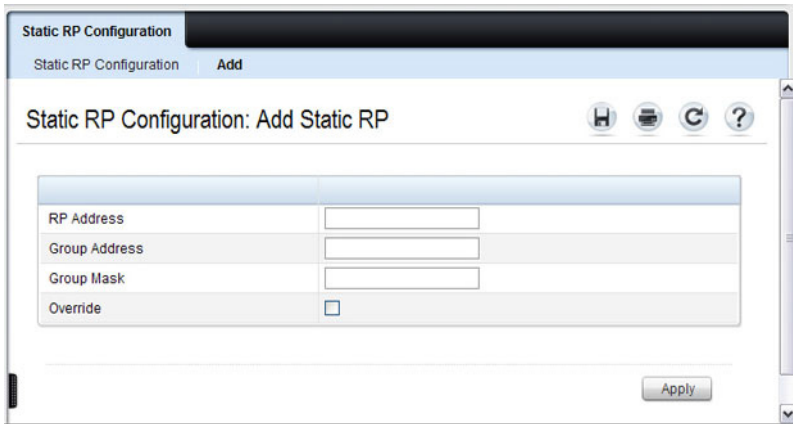 Static RP Configuration
Static RP Configuration Add
Static RP Configuration: Add Static RP
?
RP Address
Group Address
Group Mask
Override
Apply